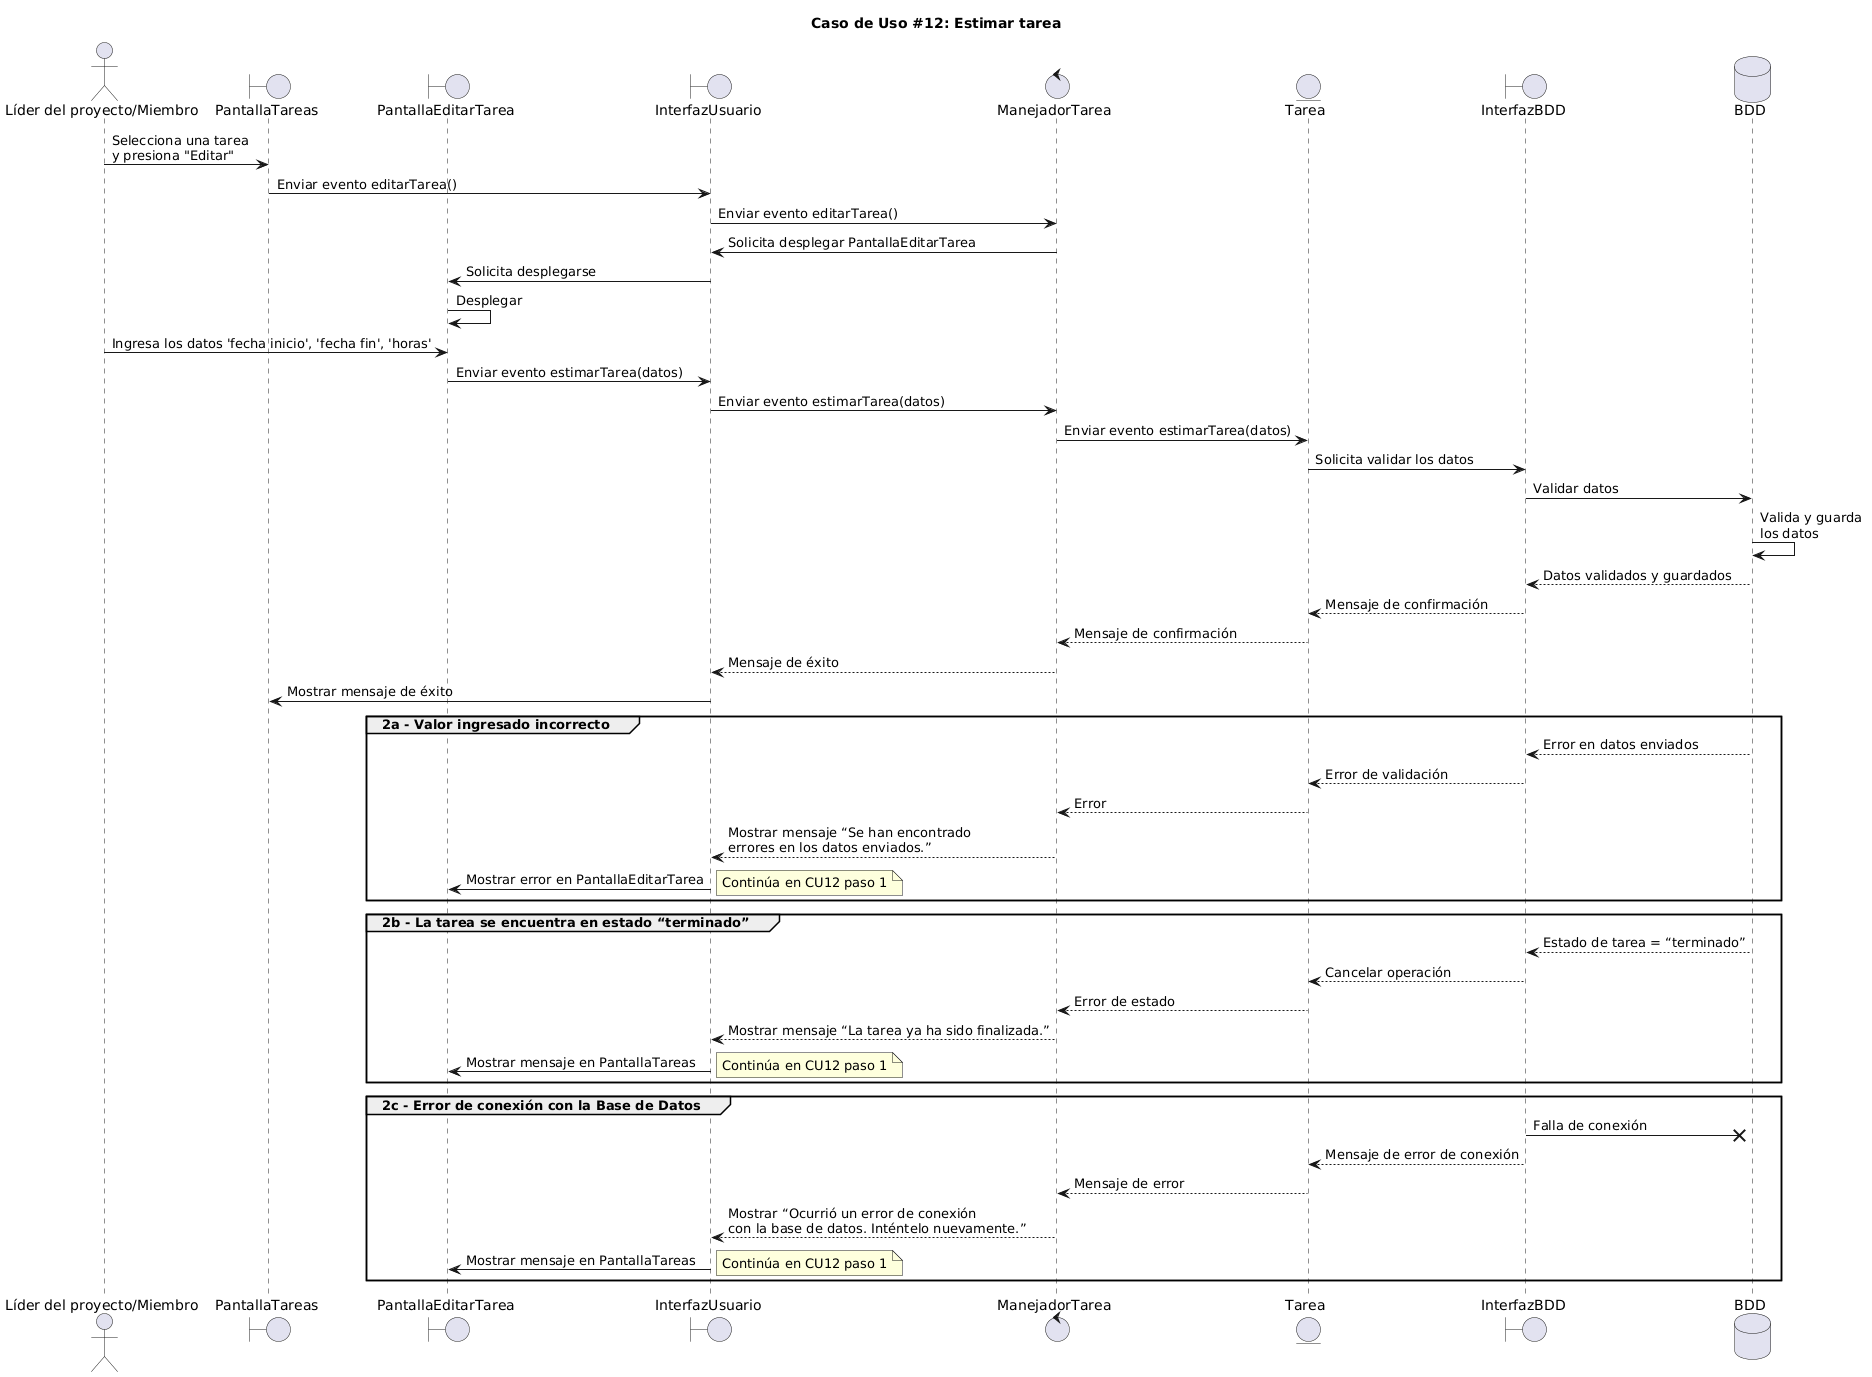 Caso de Uso #12: Estimar tarea
Líder del proyecto/Miembro
PantallaTareas
PantallaEditarTarea
InterfazUsuario
ManejadorTarea
Tarea
InterfazBDD
BDD
Selecciona una tarea
y presiona "Editar"
Enviar evento editarTarea()
Enviar evento editarTarea()
Solicita desplegar PantallaEditarTarea
Solicita desplegarse
Desplegar
Ingresa los datos 'fecha inicio', 'fecha fin', 'horas'
Enviar evento estimarTarea(datos)
Enviar evento estimarTarea(datos)
Enviar evento estimarTarea(datos)
Solicita validar los datos
Validar datos
Valida y guarda
los datos
Datos validados y guardados
Mensaje de confirmación
Mensaje de confirmación
Mensaje de éxito
Mostrar mensaje de éxito
2a - Valor ingresado incorrecto
Error en datos enviados
Error de validación
Error
Mostrar mensaje “Se han encontrado
errores en los datos enviados.”
Mostrar error en PantallaEditarTarea
Continúa en CU12 paso 1
2b - La tarea se encuentra en estado “terminado”
Estado de tarea = “terminado”
Cancelar operación
Error de estado
Mostrar mensaje “La tarea ya ha sido finalizada.”
Mostrar mensaje en PantallaTareas
Continúa en CU12 paso 1
2c - Error de conexión con la Base de Datos
Falla de conexión
Mensaje de error de conexión
Mensaje de error
Mostrar “Ocurrió un error de conexión
con la base de datos. Inténtelo nuevamente.”
Mostrar mensaje en PantallaTareas
Continúa en CU12 paso 1
Líder del proyecto/Miembro
PantallaTareas
PantallaEditarTarea
InterfazUsuario
ManejadorTarea
Tarea
InterfazBDD
BDD